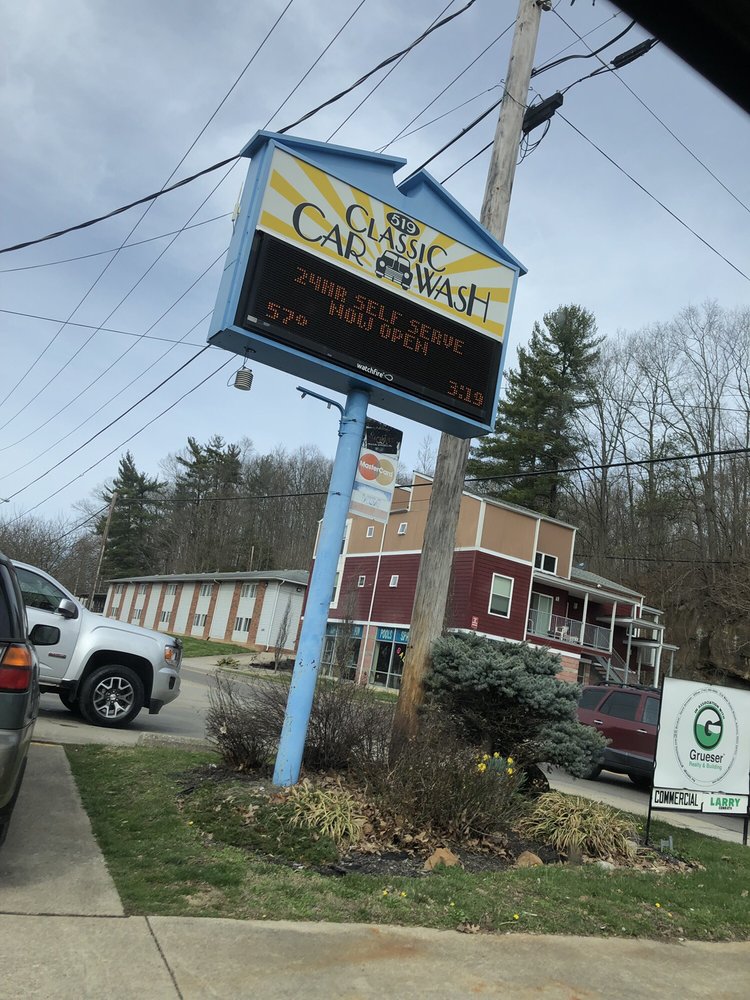 519
CLASSIC
CAR WASH
24HR SELF SERVE
57° NOW OPEN
3:19
watchfire
MasterCard
POOLS SPAS
G
Grueser
Realty & Building
COMMERCIAL LARRY